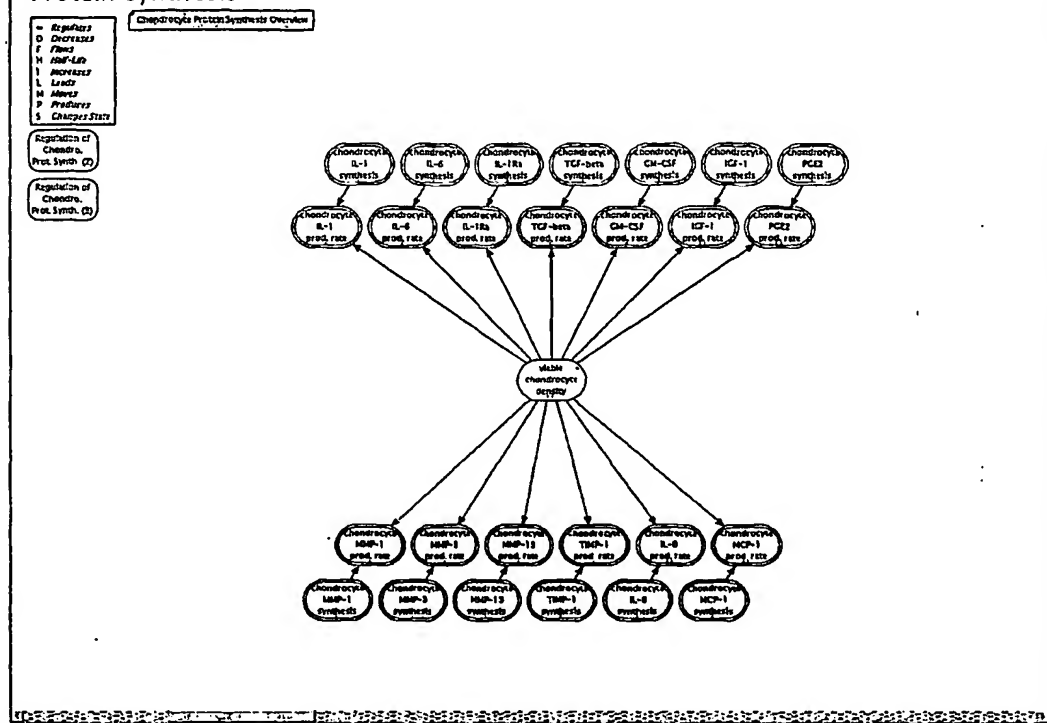 Protein Synthesis
Chondrocyte Protein Synthesis Overview
= Regulates
D Decreases
F Flows
H Half-Life
I Increases
L Leads
M Moves
P Produces
S Changes State
Regulation of
Chondro.
Prot. Synth. (2)
Regulation of
Chondro.
Prot. Synth. (3)
Chondrocyte
synthesis
Chondrocyte
IL-6
synthesis
Chondrocyte
IL-1Ra
synthesis
Chondrocyte
TGF-beta
synthesis
Chondrocyte
GM-CSF
synthesis
Chondrocyte
IGF-1
synthesis
Chondrocyte
PGE2
synthesis
Chondrocyte
IL-1
prod. rate
Chondrocyte
IL-6
prod. rate
Chondrocyte
IL-1Ra
prod. rate
Chondrocyte
TGF-beta
prod. rate
Chondrocyte
GM-CSF
prod. rate
Chondrocyte
IGF-1
prod. rate
Chondrocyte
PGE2
prod. rate
viable
chondrocyte
density
Chondrocyte
MMP-1
prod. rate
Chondrocyte
prod. rate
Chondrocyte
MMP-13
prod. rate
Chondrocyte
TIMP-1
prod. rate
Chondrocyte
prod. rate
Chondrocyte
MCP-1
prod. rate
Chondrocyte
MMP-1
synthesis
Chondrocyte
MMP-3
synthesis
Chondrocyte
MMP-13
synthesis
Chondrocyte
TIMP-1
synthesis
Chondrocyte
IL-8
synthesis
Chondrocyte
MCP-1
synthesis